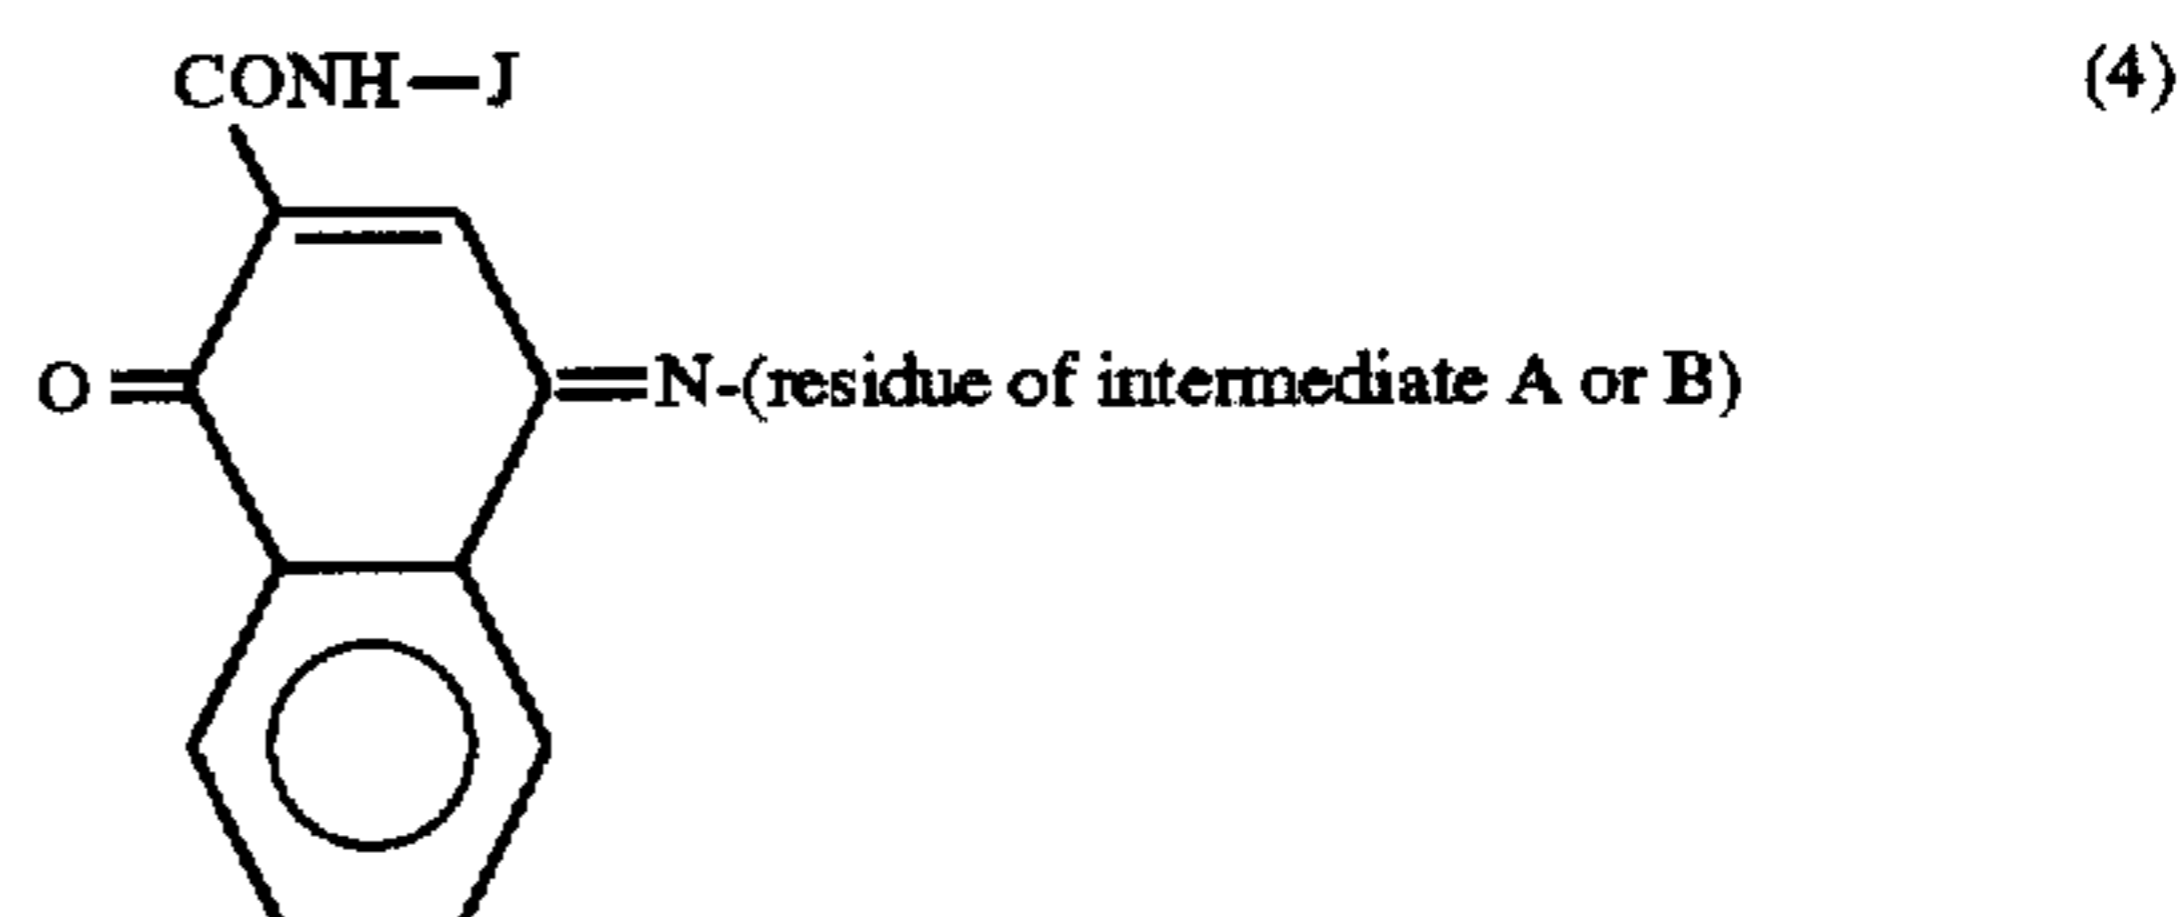 CONH—J (4)
O =N-(residue of intermediate A or B)